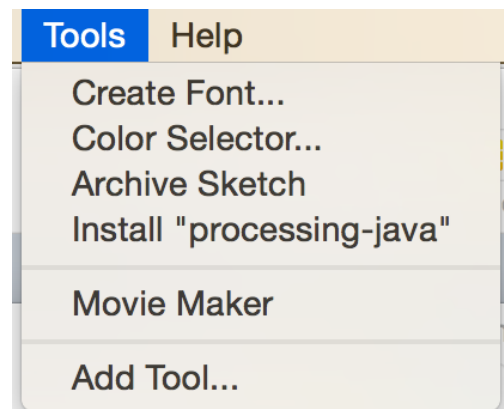 Tools Help
Create Font...
Color Selector...
Archive Sketch
Install "processing-java"
Movie Maker
Add Tool...